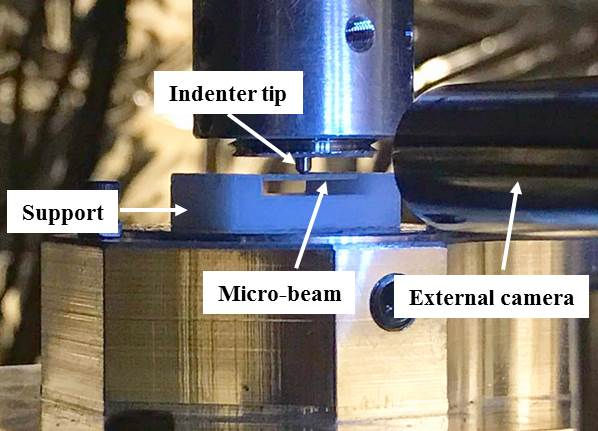 Indenter tip
Support
Micro-beam
External camera